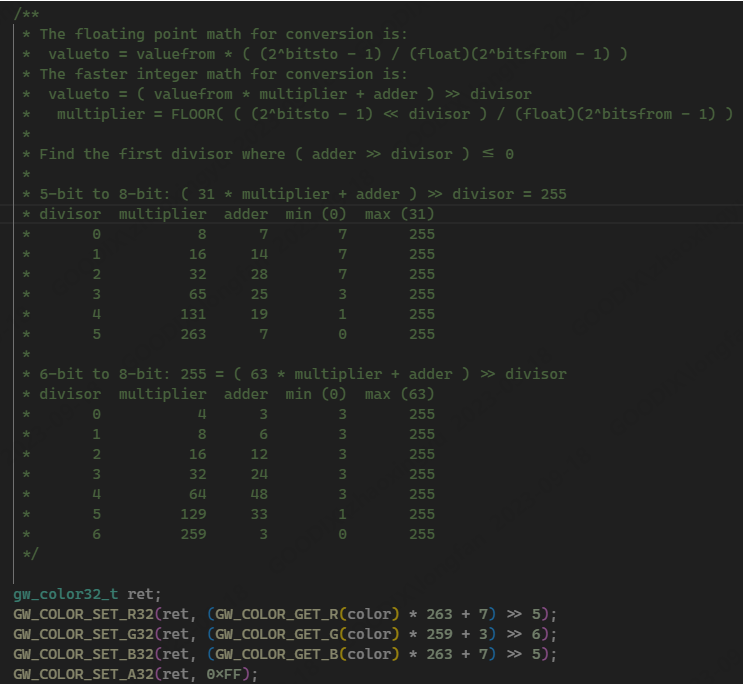 /**
* The floating point math for conversion is:
*  valueto = valuefrom * ( (2^bitsto - 1) / (float)(2^bitsfrom - 1) )
* The faster integer math for conversion is:
*  valueto = ( valuefrom * multiplier + adder ) >> divisor
*   multiplier = FLOOR( ( (2^bitsto - 1) << divisor ) / (float)(2^bitsfrom - 1) )
*
* Find the first divisor where ( adder >> divisor ) <= 0
*
* 5-bit to 8-bit: ( 31 * multiplier + adder ) >> divisor = 255
* divisor  multiplier  adder  min (0)  max (31)
*       0           8      7        7       255
*       1          16     14        7       255
*       2          32     28        7       255
*       3          65     25        3       255
*       4         131     19        1       255
*       5         263      7        0       255
*
* 6-bit to 8-bit: 255 = ( 63 * multiplier + adder ) >> divisor
* divisor  multiplier  adder  min (0)  max (63)
*       0           4      3        3       255
*       1           8      6        3       255
*       2          16     12        3       255
*       3          32     24        3       255
*       4          64     48        3       255
*       5         129     33        1       255
*       6         259      3        0       255
*/
gw_color32_t ret;
GW_COLOR_SET_R32(ret, (GW_COLOR_GET_R(color) * 263 + 7) >> 5);
GW_COLOR_SET_G32(ret, (GW_COLOR_GET_G(color) * 259 + 3) >> 6);
GW_COLOR_SET_B32(ret, (GW_COLOR_GET_B(color) * 263 + 7) >> 5);
GW_COLOR_SET_A32(ret, 0xFF);